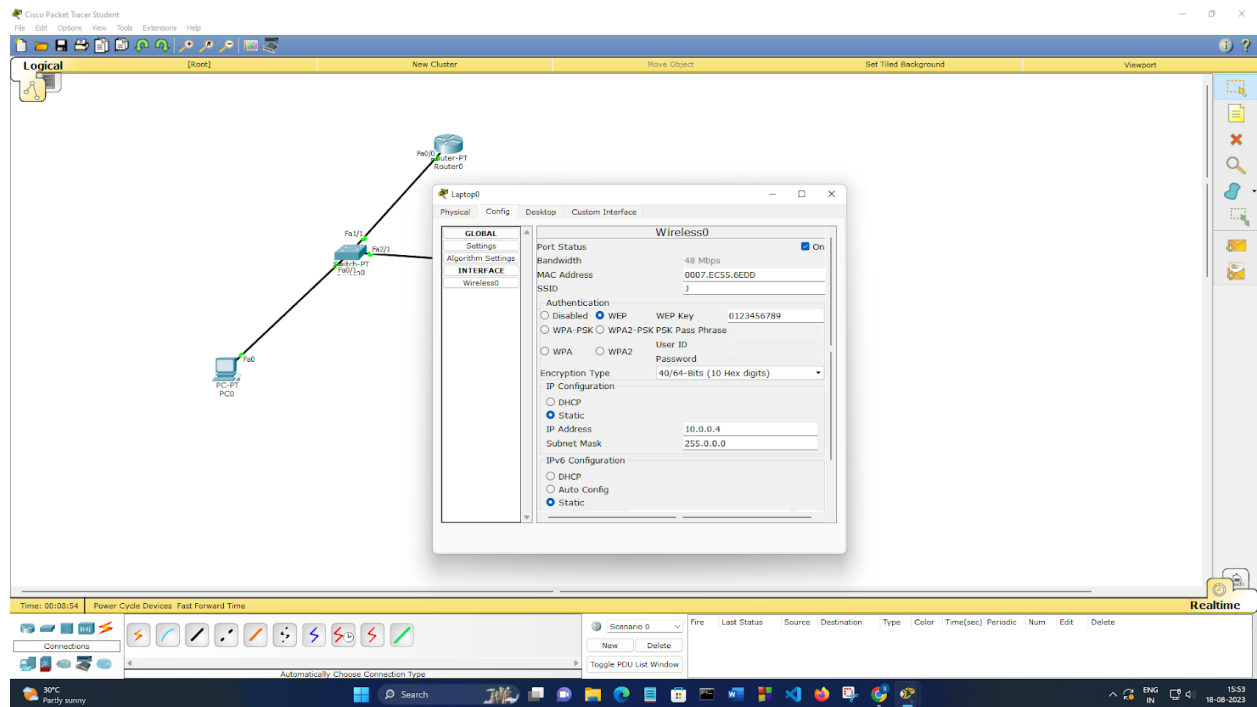 Cisco Packet Tracer Student
File Edit Options View Tools Extensions Help
Logical [Root] New Cluster Move Object Set Tiled Background Viewport
Fa0/0
Router-PT
Router0
Fa1/1
Fa2/1
Switch-PT
Fa0/1
Fa0
PC-PT
PC0
Laptop0
Physical Config Desktop Custom Interface
GLOBAL
Settings
Algorithm Settings
INTERFACE
Wireless0
Wireless0
Port Status On
Bandwidth 48 Mbps
MAC Address 0007.EC55.6EDD
SSID J
Authentication
Disabled WEP WEP Key 0123456789
WPA-PSK WPA2-PSK PSK Pass Phrase
User ID
WPA WPA2
Password
Encryption Type 40/64-Bits (10 Hex digits)
IP Configuration
DHCP
Static
IP Address 10.0.0.4
Subnet Mask 255.0.0.0
IPv6 Configuration
DHCP
Auto Config
Static
Time: 00:08:54 Power Cycle Devices Fast Forward Time Realtime
Connections
Automatically Choose Connection Type
Scenario 0
New Delete
Toggle PDU List Window
Fire Last Status Source Destination Type Color Time(sec) Periodic Num Edit Delete
30°C
Partly sunny
Search
ENG
IN
15:53
18-08-2023